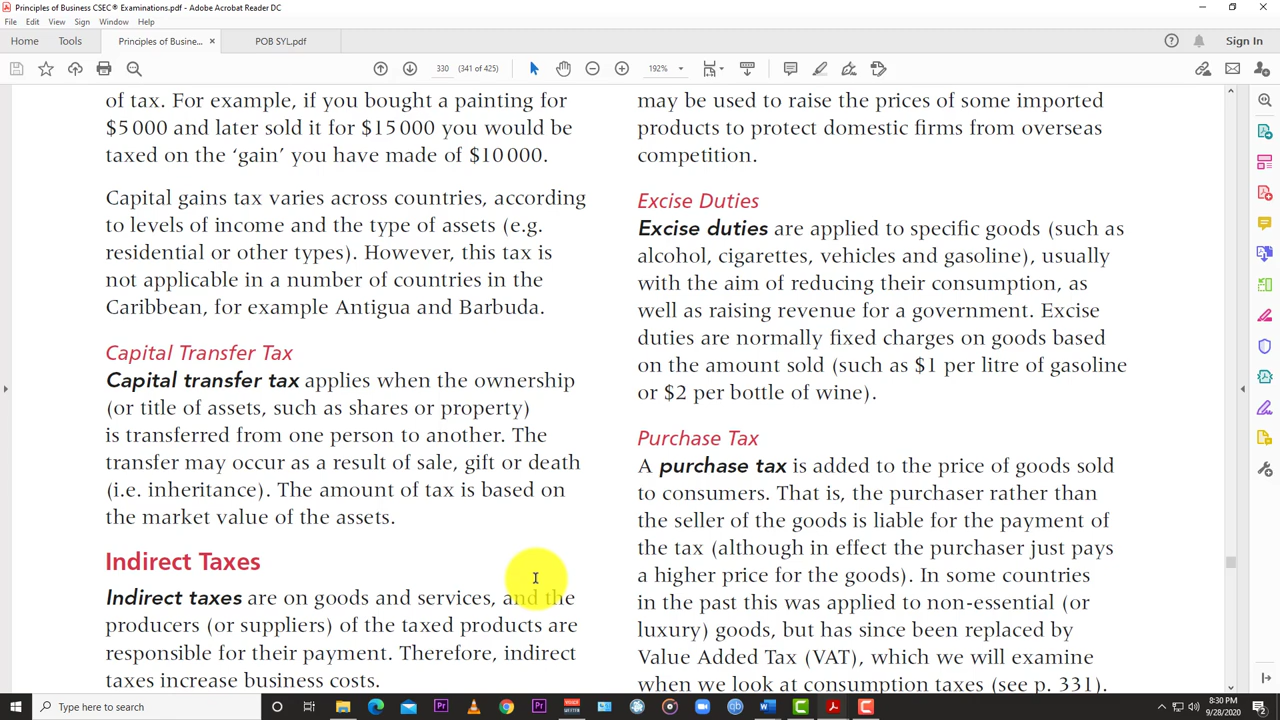 Principles of Business CSEC® Examinations.pdf - Adobe Acrobat Reader DC
File Edit View Sign Window Help
Home Tools Principles of Busine... × POB SYL.pdf Sign In
330 (341 of 425) 192%
of tax. For example, if you bought a painting for
$5 000 and later sold it for $15 000 you would be
taxed on the ‘gain’ you have made of $10 000.
Capital gains tax varies across countries, according
to levels of income and the type of assets (e.g.
residential or other types). However, this tax is
not applicable in a number of countries in the
Caribbean, for example Antigua and Barbuda.
Capital Transfer Tax
Capital transfer tax applies when the ownership
(or title of assets, such as shares or property)
is transferred from one person to another. The
transfer may occur as a result of sale, gift or death
(i.e. inheritance). The amount of tax is based on
the market value of the assets.
Indirect Taxes
Indirect taxes are on goods and services, and the
producers (or suppliers) of the taxed products are
responsible for their payment. Therefore, indirect
taxes increase business costs.
may be used to raise the prices of some imported
products to protect domestic firms from overseas
competition.
Excise Duties
Excise duties are applied to specific goods (such as
alcohol, cigarettes, vehicles and gasoline), usually
with the aim of reducing their consumption, as
well as raising revenue for a government. Excise
duties are normally fixed charges on goods based
on the amount sold (such as $1 per litre of gasoline
or $2 per bottle of wine).
Purchase Tax
A purchase tax is added to the price of goods sold
to consumers. That is, the purchaser rather than
the seller of the goods is liable for the payment of
the tax (although in effect the purchaser just pays
a higher price for the goods). In some countries
in the past this was applied to non-essential (or
luxury) goods, but has since been replaced by
Value Added Tax (VAT), which we will examine
when we look at consumption taxes (see p. 331).
Type here to search
8:30 PM
9/28/2020